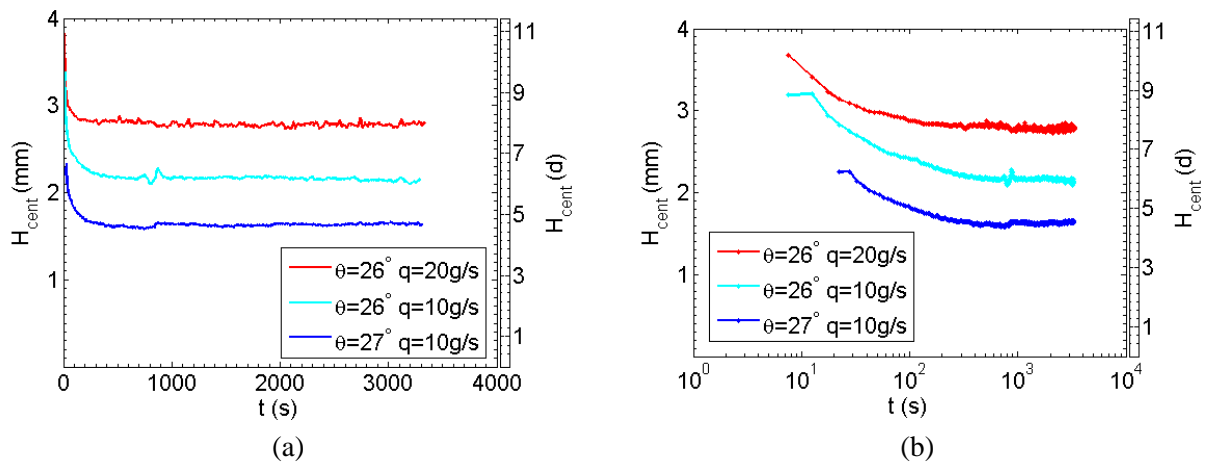 4
3
2
1
H_cent (mm)
0
1000
2000
3000
4000
t (s)
11
9
7
5
3
1
H_cent (d)
θ=26° q=20g/s
θ=26° q=10g/s
θ=27° q=10g/s
(a)
4
3
2
1
H_cent (mm)
10^0
10^1
10^2
10^3
10^4
t (s)
11
9
7
5
3
1
H_cent (d)
θ=26° q=20g/s
θ=26° q=10g/s
θ=27° q=10g/s
(b)